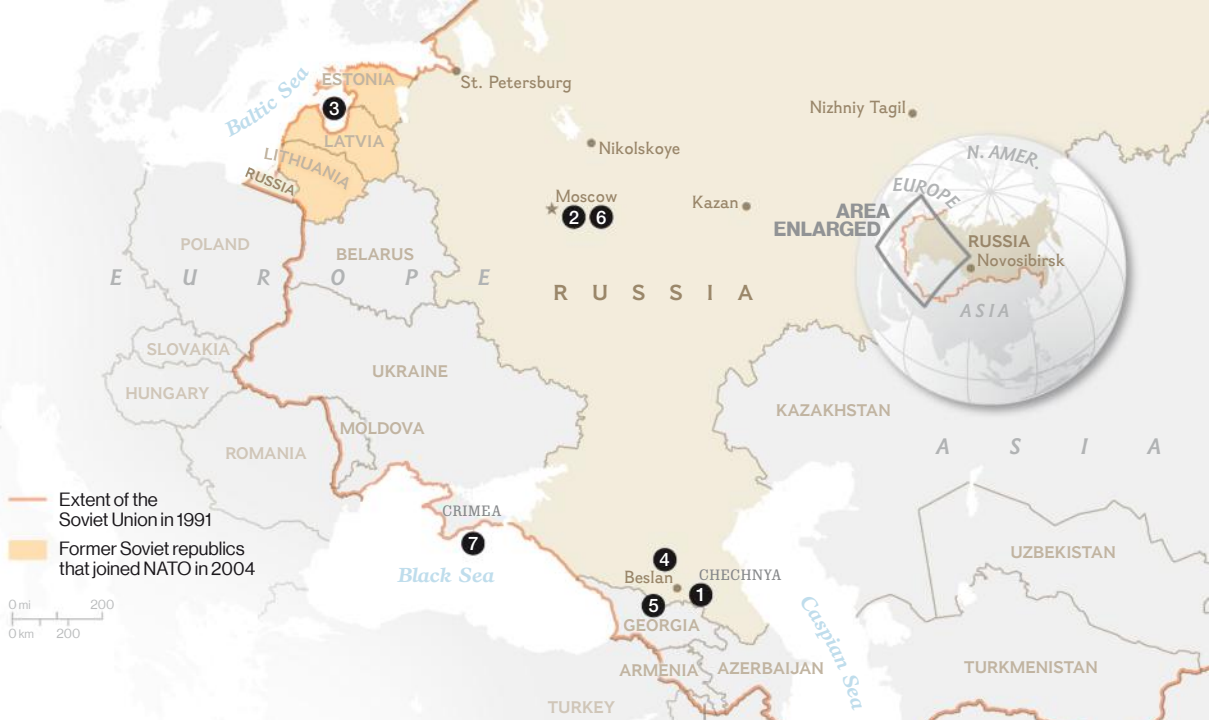 ESTONIA
St. Petersburg
Baltic Sea
3
Nizhniy Tagil
LATVIA
Nikolskoye
N. AMER.
LITHUANIA
RUSSIA
EUROPE
Moscow
2 6
Kazan
AREA
ENLARGED
POLAND
BELARUS
RUSSIA
Novosibirsk
EUROPE
RUSSIA
ASIA
SLOVAKIA
UKRAINE
HUNGARY
KAZAKHSTAN
MOLDOVA
ROMANIA
ASIA
Extent of the
Soviet Union in 1991
CRIMEA
7
Former Soviet republics
that joined NATO in 2004
UZBEKISTAN
4
Black Sea
Beslan
CHECHNYA
1
5
0 mi 200
0 km 200
GEORGIA
Caspian Sea
ARMENIA
AZERBAIJAN
TURKMENISTAN
TURKEY